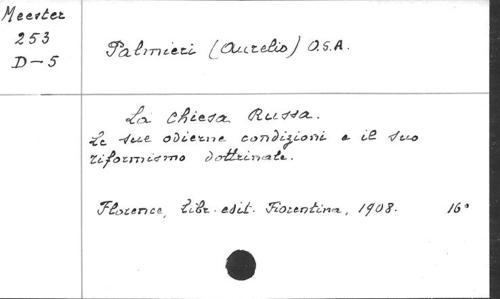 Meester
253
D-5
Palmieri (Aurelio) O.S.A.
La Chiesa Russa.
Le sue odierne condizioni e il suo
riformismo dottrinale.
Florence, Libr. edit. Fiorentina, 1908. 16°